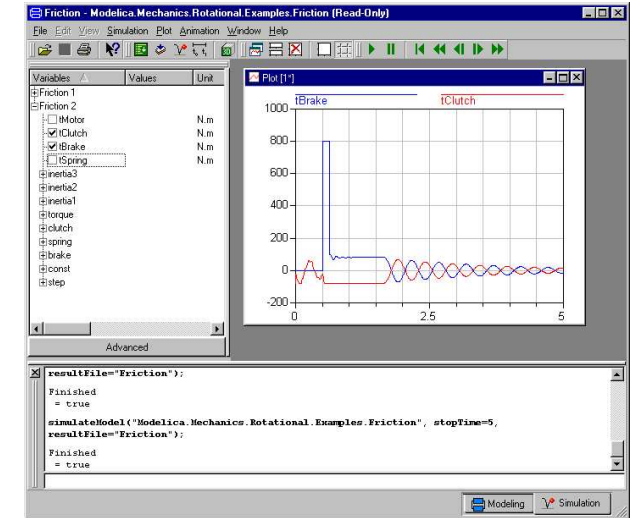 Friction - Modelica.Mechanics.Rotational.Examples.Friction (Read-Only)
File Edit View Simulation Plot Animation Window Help
Variables Values Unit
Friction 1
Friction 2
tMotor N.m
tClutch N.m
tBrake N.m
tSpring N.m
inertia3
inertia2
inertia1
torque
clutch
spring
brake
const
step
Advanced
Plot [1*]
tBrake tClutch
1000
800
600
400
200
0
-200
0 2.5 5
resultFile="Friction");
Finished
= true
simulateModel("Modelica.Mechanics.Rotational.Examples.Friction", stopTime=5,
resultFile="Friction");
Finished
= true
Modeling Simulation